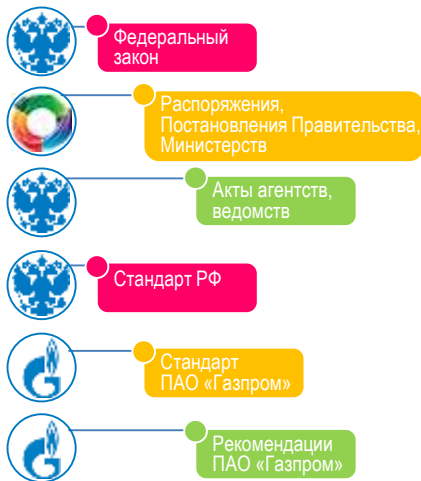 Федеральный
закон
Распоряжения,
Постановления Правительства,
Министерств
Акты агентств,
ведомств
Стандарт РФ
Стандарт
ПАО «Газпром»
Рекомендации
ПАО «Газпром»